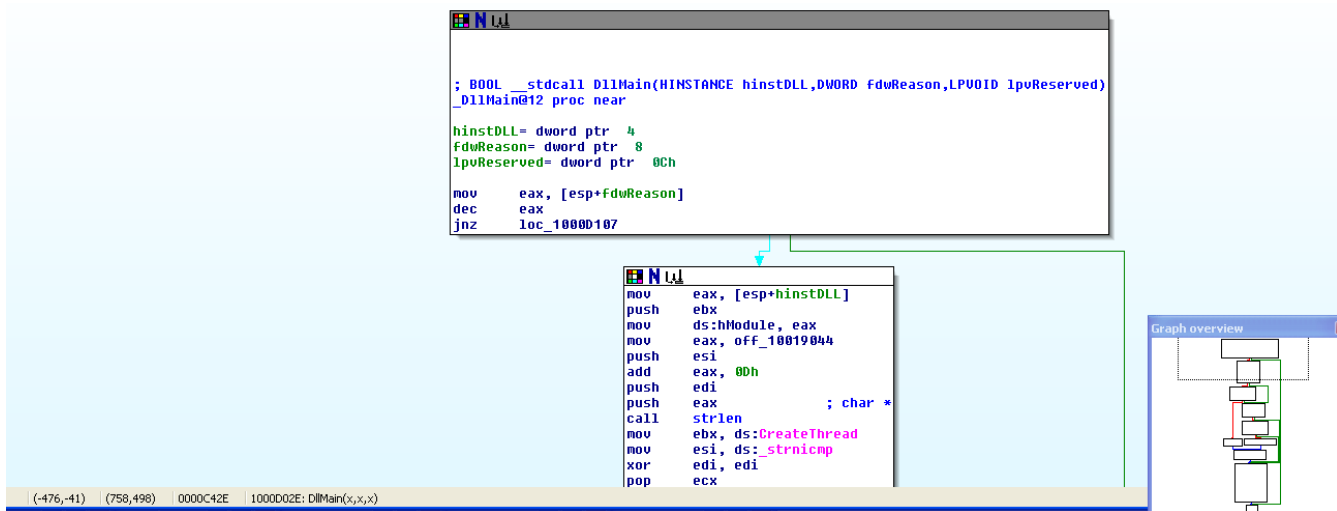 ; BOOL __stdcall DllMain(HINSTANCE hinstDLL,DWORD fdwReason,LPVOID lpvReserved)
_DllMain@12 proc near
hinstDLL= dword ptr  4
fdwReason= dword ptr  8
lpvReserved= dword ptr  0Ch
mov     eax, [esp+fdwReason]
dec     eax
jnz     loc_1000D107
mov     eax, [esp+hinstDLL]
push    ebx
mov     ds:hModule, eax
mov     eax, off_10019044
push    esi
add     eax, 0Dh
push    edi
push    eax             ; char *
call    strlen
mov     ebx, ds:CreateThread
mov     esi, ds:_strnicmp
xor     edi, edi
pop     ecx
Graph overview
(-476,-41) (758,498) 0000C42E 1000D02E: DllMain(x,x,x)